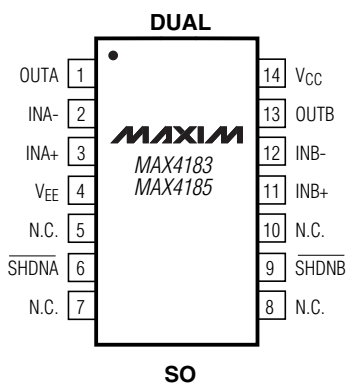 DUAL
OUTA 1 14 VCC
INA- 2 13 OUTB
MAXIM
INA+ 3 12 INB-
MAX4183
VEE 4 MAX4185 11 INB+
N.C. 5 10 N.C.
SHDNA 6 9 SHDNB
N.C. 7 8 N.C.
SO